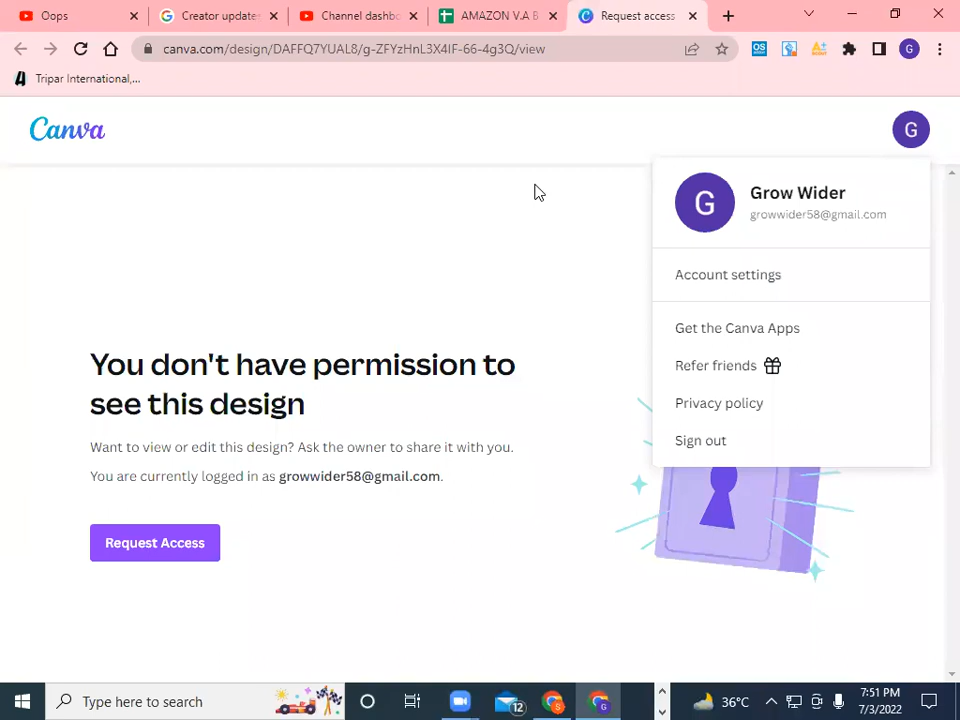 Oops
Creator update
Channel dashbo
AMAZON V.A B
Request access
canva.com/design/DAFFQ7YUAL8/g-ZFYzHnL3X4IF-66-4g3Q/view
OS
G
Tripar International,...
Canva
G
G
Grow Wider
growwider58@gmail.com
Account settings
Get the Canva Apps
Refer friends
Privacy policy
Sign out
You don't have permission to
see this design
Want to view or edit this design? Ask the owner to share it with you.
You are currently logged in as growwider58@gmail.com.
Request Access
Type here to search
12
S
G
36°C
7:51 PM
7/3/2022